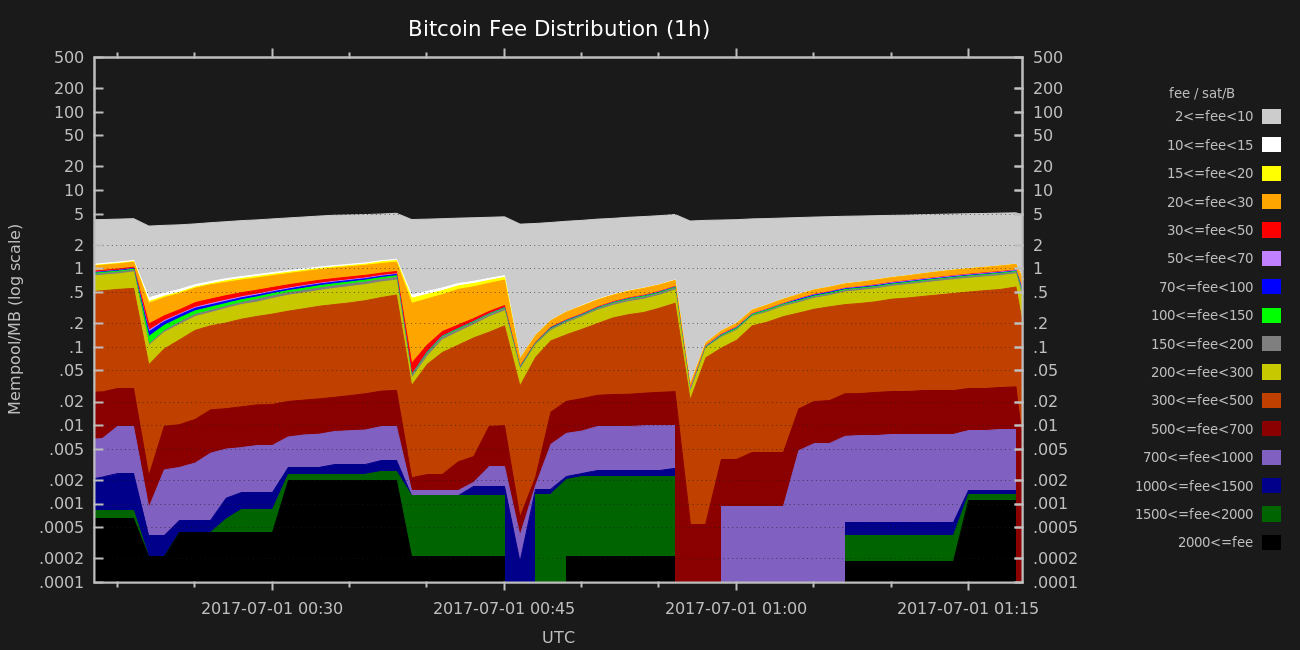 Bitcoin Fee Distribution (1h)
500
200
100
50
20
10
5
2
1
.5
.2
.1
.05
.02
.01
.005
.002
.001
.0005
.0002
.0001
Mempool/MB (log scale)
500
200
100
50
20
10
5
2
1
.5
.2
.1
.05
.02
.01
.005
.002
.001
.0005
.0002
.0001
2017-07-01 00:30 2017-07-01 00:45 2017-07-01 01:00 2017-07-01 01:15
UTC
fee / sat/B
2<=fee<10
10<=fee<15
15<=fee<20
20<=fee<30
30<=fee<50
50<=fee<70
70<=fee<100
100<=fee<150
150<=fee<200
200<=fee<300
300<=fee<500
500<=fee<700
700<=fee<1000
1000<=fee<1500
1500<=fee<2000
2000<=fee